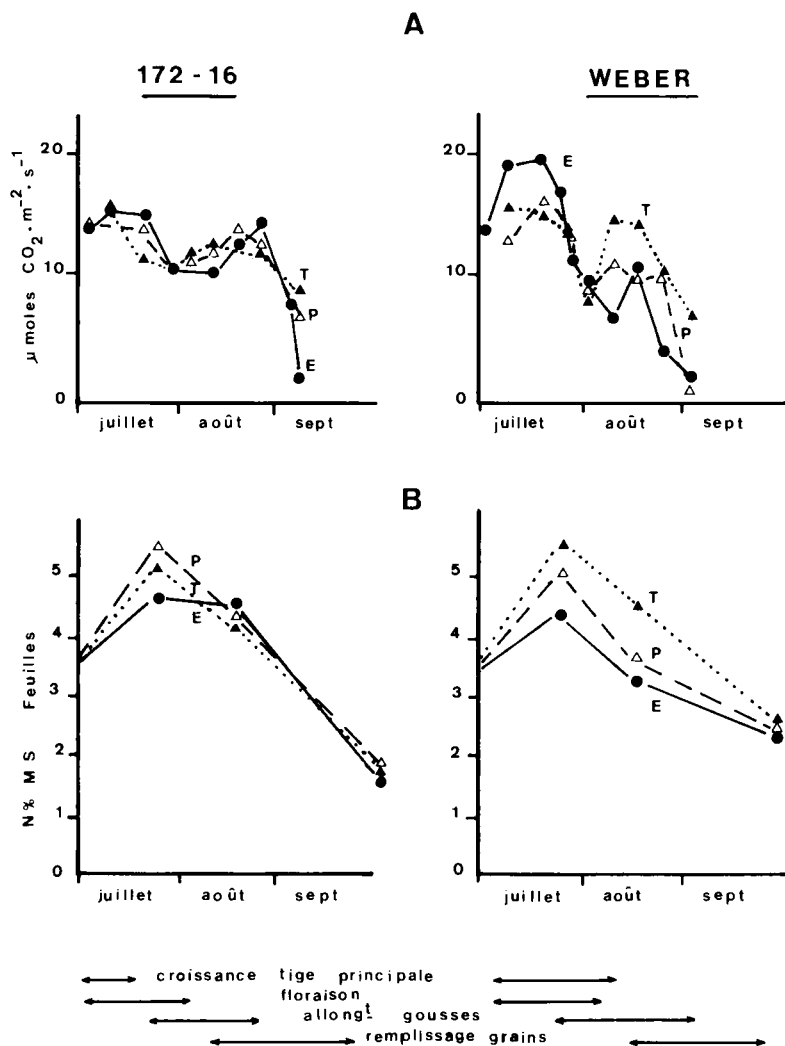 A
172 - 16
WEBER
µ moles CO₂ · m⁻² · s⁻¹
20
10
0
T
P
E
juillet
août
sept
20
10
0
E
T
P
juillet
août
sept
B
N% MS Feuilles
5
4
3
2
1
0
P
T
E
juillet
août
sept
5
4
3
2
1
0
T
P
E
juillet
août
sept
croissance tige principale
floraison
allongᵗ gousses
remplissage grains